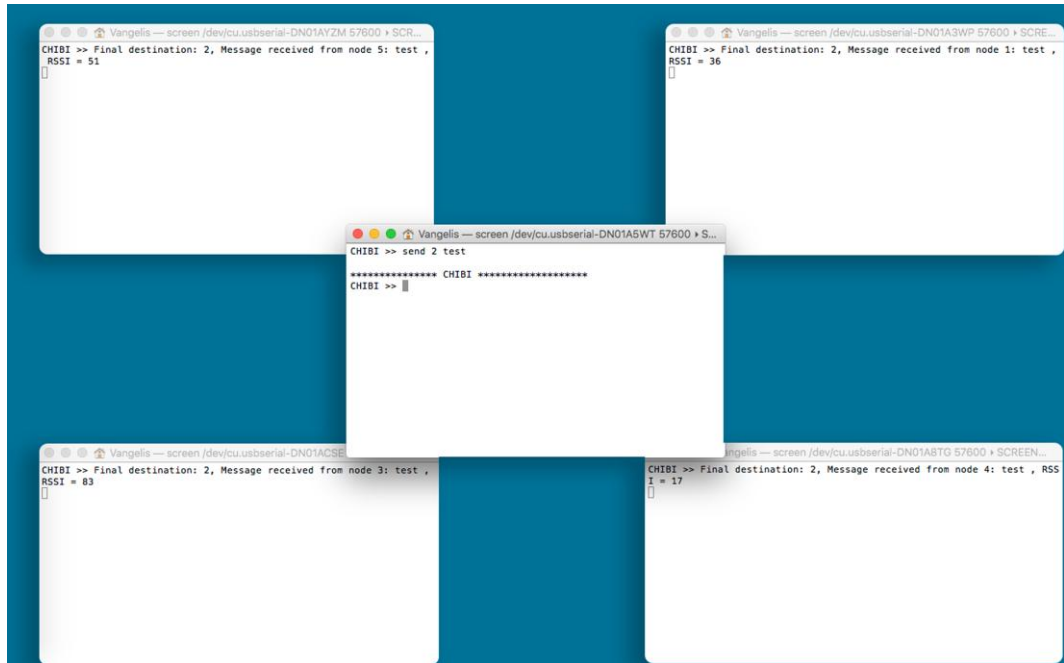 Vangelis — screen /dev/cu.usbserial-DN01AYZM 57600 ▸ SCR...
CHIBI >> Final destination: 2, Message received from node 5: test ,
RSSI = 51
Vangelis — screen /dev/cu.usbserial-DN01A3WP 57600 ▸ SCRE...
CHIBI >> Final destination: 2, Message received from node 1: test ,
RSSI = 36
Vangelis — screen /dev/cu.usbserial-DN01A5WT 57600 ▸ S...
CHIBI >> send 2 test
*************** CHIBI *******************
CHIBI >>
Vangelis — screen /dev/cu.usbserial-DN01ACSE
CHIBI >> Final destination: 2, Message received from node 3: test ,
RSSI = 83
ngelis — screen /dev/cu.usbserial-DN01A8TG 57600 ▸ SCREEN...
CHIBI >> Final destination: 2, Message received from node 4: test , RSS
I = 17